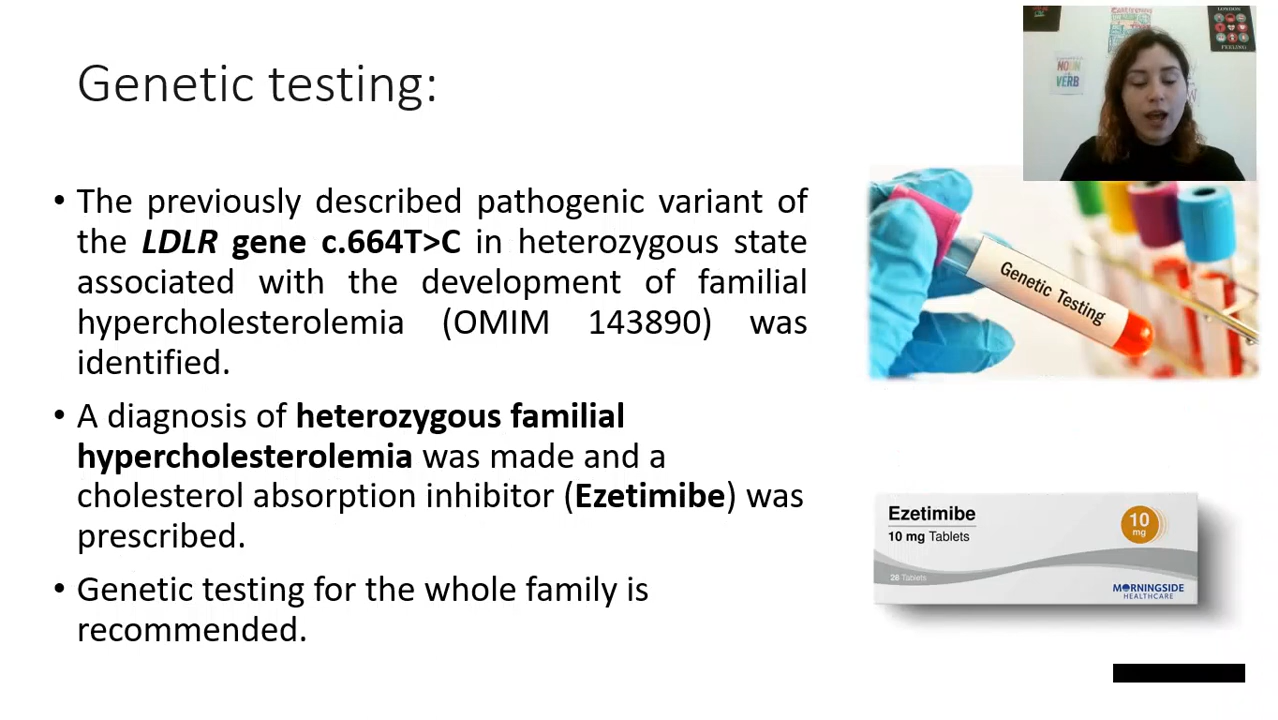 Genetic testing:
• The previously described pathogenic variant of
the LDLR gene c.664T>C in heterozygous state
associated with the development of familial
hypercholesterolemia (OMIM 143890) was
identified.
• A diagnosis of heterozygous familial
hypercholesterolemia was made and a
cholesterol absorption inhibitor (Ezetimibe) was
prescribed.
• Genetic testing for the whole family is
recommended.
NOUN
VERB
LONDON
FEELING
Genetic Testing
Ezetimibe
10 mg Tablets
10
mg
28 Tablets
MORNINGSIDE
HEALTHCARE